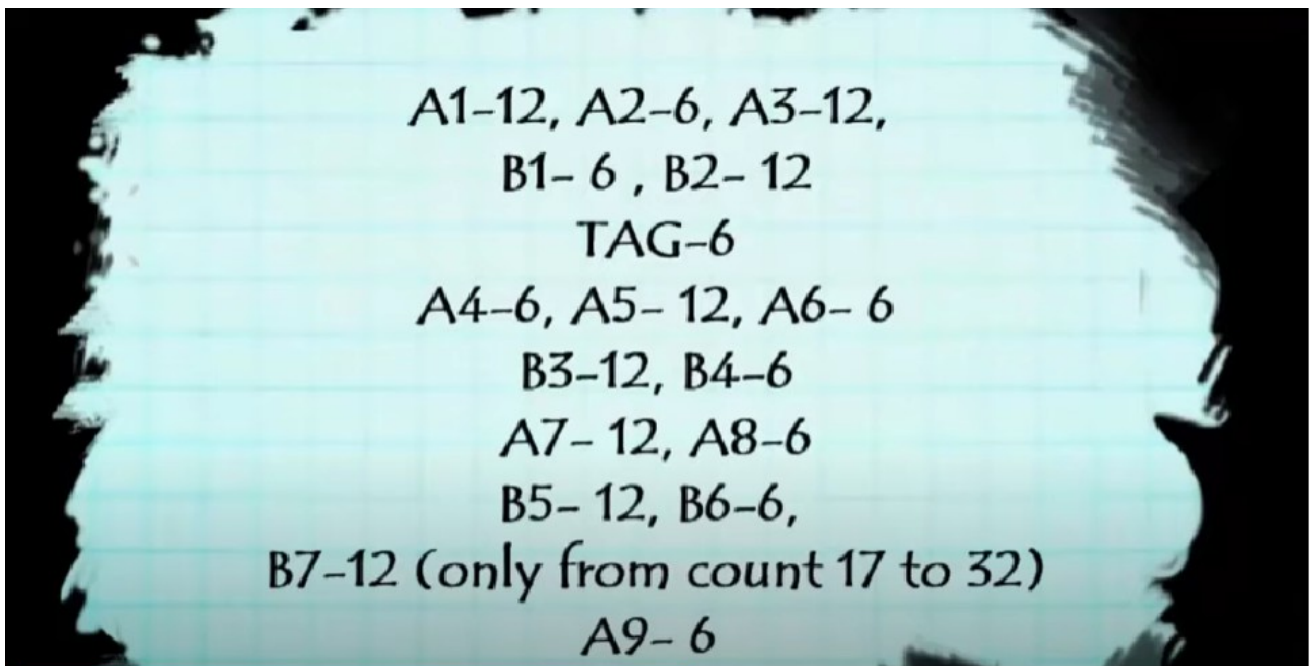 A1-12, A2-6, A3-12,
B1- 6 , B2- 12
TAG-6
A4-6, A5- 12, A6- 6
B3-12, B4-6
A7- 12, A8-6
B5- 12, B6-6,
B7-12 (only from count 17 to 32)
A9- 6